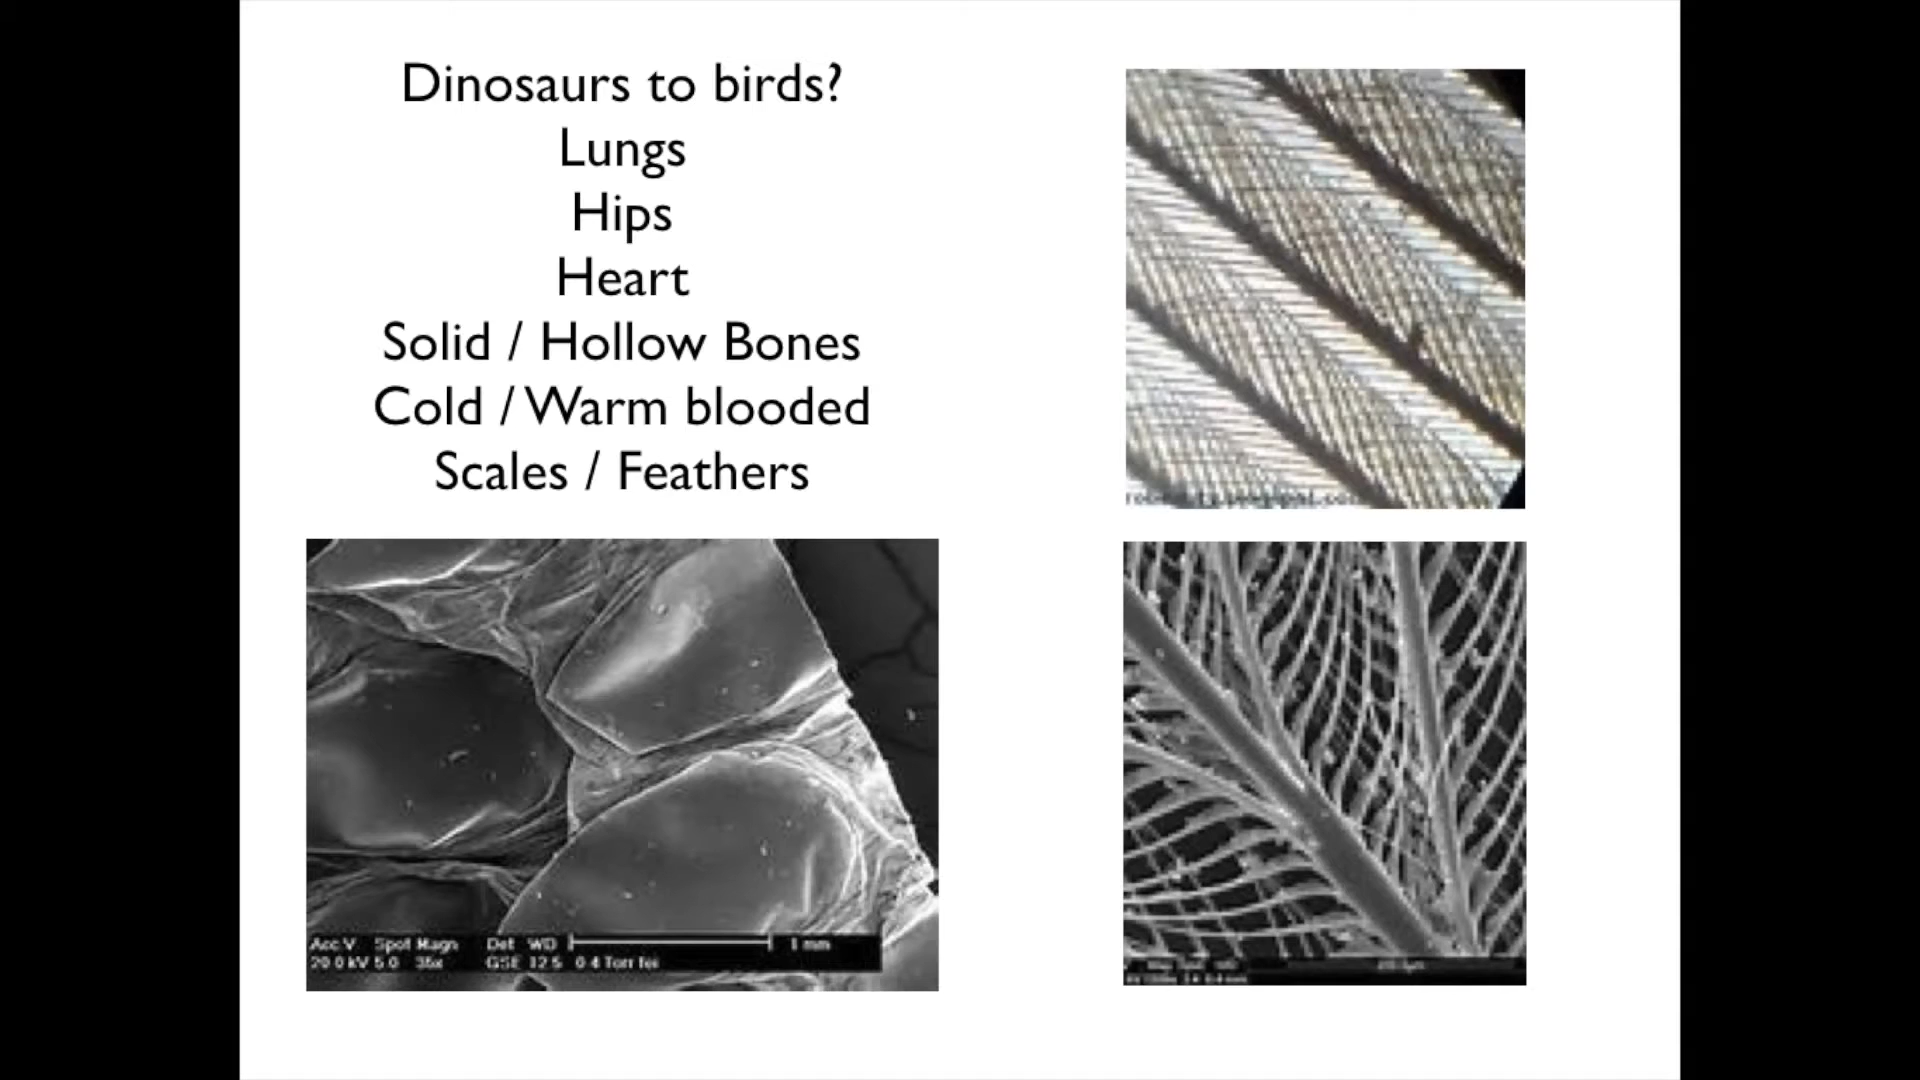 Dinosaurs to birds?
Lungs
Hips
Heart
Solid / Hollow Bones
Cold / Warm blooded
Scales / Feathers
Acc V Spot Magn Det WD 1 mm
20.0 kV 5.0 35x GSE 12.5 0.4 Torr fei